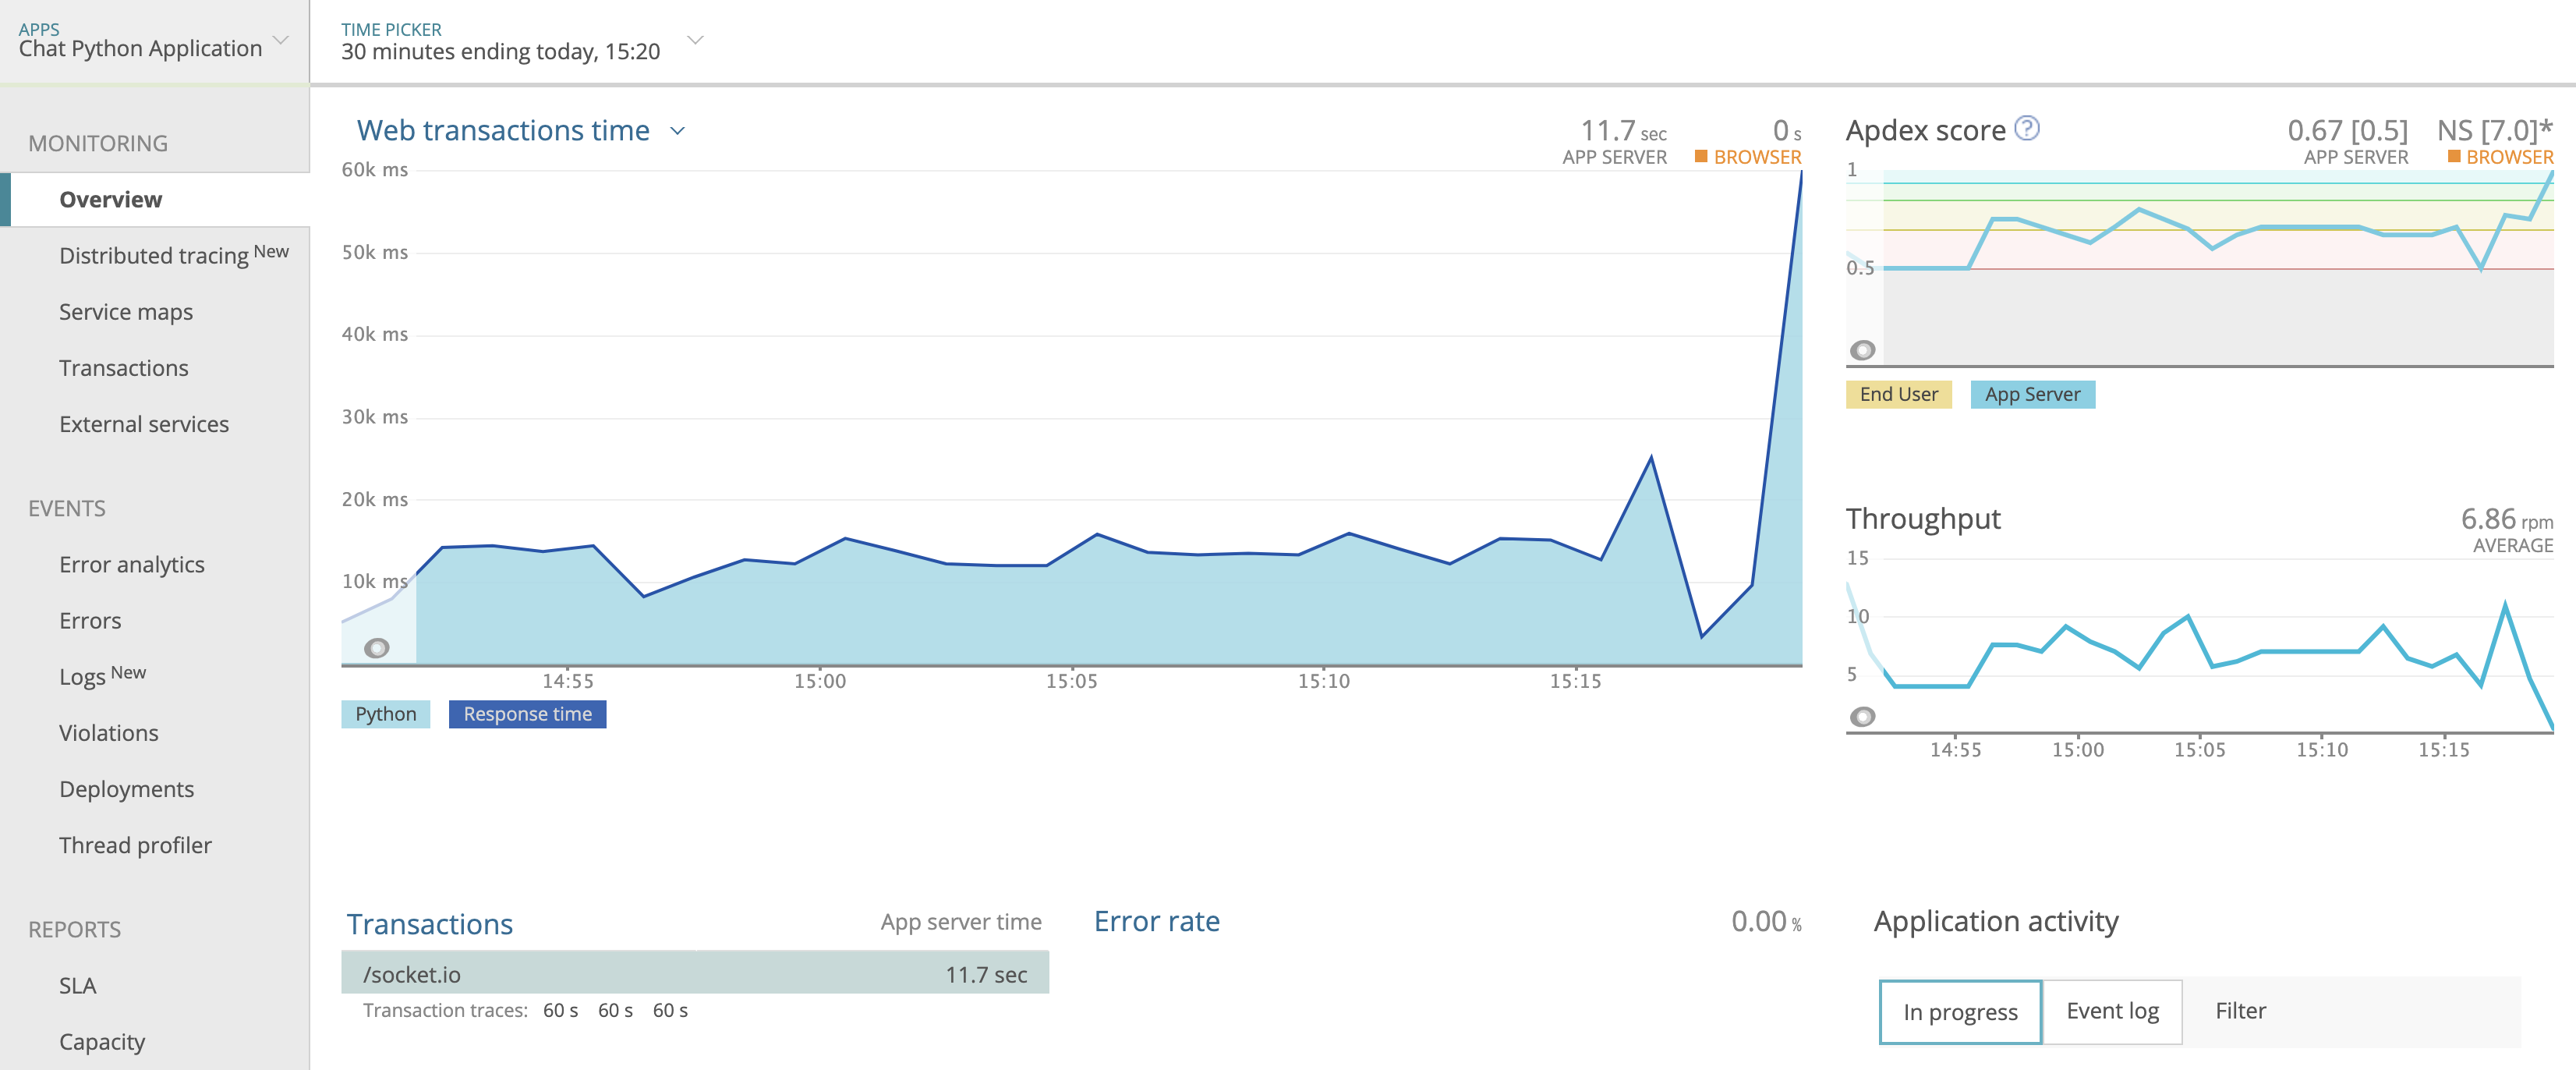 APPS
Chat Python Application
TIME PICKER
30 minutes ending today, 15:20
MONITORING
Overview
Distributed tracing New
Service maps
Transactions
External services
EVENTS
Error analytics
Errors
Logs New
Violations
Deployments
Thread profiler
REPORTS
SLA
Capacity
Web transactions time
11.7 sec
APP SERVER
0 s
BROWSER
60k ms
50k ms
40k ms
30k ms
20k ms
10k ms
14:55 15:00 15:05 15:10 15:15
Python Response time
Apdex score ?
0.67 [0.5]
APP SERVER
NS [7.0]*
BROWSER
1
0.5
End User App Server
Throughput
6.86 rpm
AVERAGE
15
10
5
14:55 15:00 15:05 15:10 15:15
Transactions App server time
/socket.io 11.7 sec
Transaction traces: 60 s 60 s 60 s
Error rate 0.00 %
Application activity
In progress Event log Filter